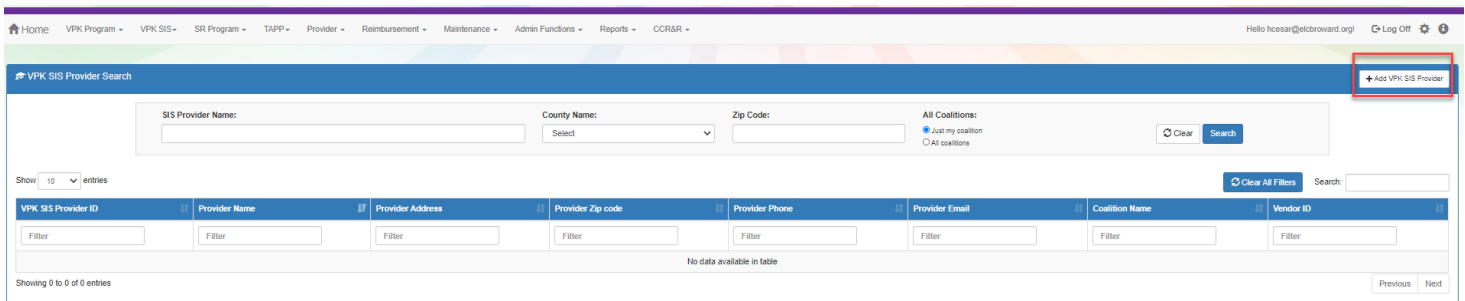 Home VPK Program VPK SIS SR Program TAPP Provider Reimbursement Maintenance Admin Functions Reports CCR&R Hello hcesar@elcbroward.org! Log Off
VPK SIS Provider Search + Add VPK SIS Provider
SIS Provider Name: County Name: Zip Code: All Coalitions:
Select Just my coalition Clear Search
All coalitions
Show 10 entries Clear All Filters Search:
VPK SIS Provider ID Provider Name Provider Address Provider Zip code Provider Phone Provider Email Coalition Name Vendor ID
Filter Filter Filter Filter Filter Filter Filter Filter
No data available in table
Showing 0 to 0 of 0 entries Previous Next